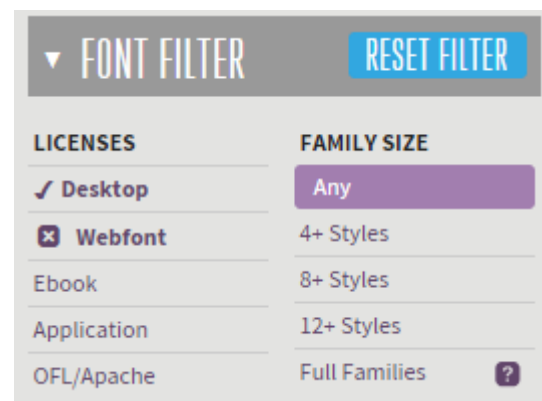 FONT FILTER
RESET FILTER
LICENSES
Desktop
Webfont
Ebook
Application
OFL/Apache
FAMILY SIZE
Any
4+ Styles
8+ Styles
12+ Styles
Full Families ?